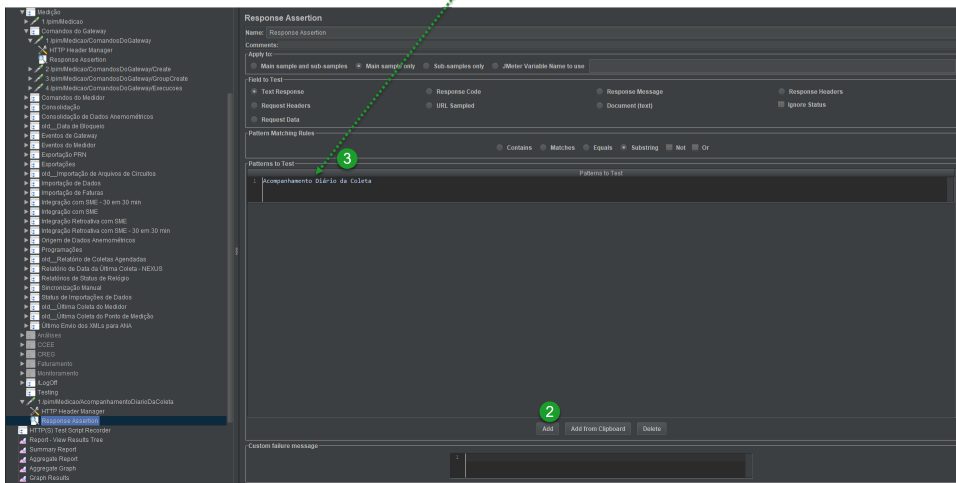 Medição
1 /pim/Medicao
Comandos do Gateway
1 /pim/Medicao/ComandosDoGateway
HTTP Header Manager
Response Assertion
2 /pim/Medicao/ComandosDoGateway/Create
3 /pim/Medicao/ComandosDoGateway/GroupCreate
4 /pim/Medicao/ComandosDoGateway/Execucoes
Comandos do Medidor
Consolidação
Consolidação de Dados Anemométricos
old__Data de Bloqueio
Eventos de Gateway
Eventos do Medidor
Exportação PRN
Exportações
old__Importação de Arquivos de Circuitos
Importação de Dados
Importação de Faturas
Integração com SME - 30 em 30 min
Integração com SME
Integração Retroativa com SME
Integração Retroativa com SME - 30 em 30 min
Origem de Dados Anemométricos
Programações
old__Relatório de Coletas Agendadas
Relatório de Data da Última Coleta - NEXUS
Relatórios de Status de Relógio
Sincronização Manual
Status de Importações de Dados
old__Última Coleta do Medidor
old__Última Coleta do Ponto de Medição
Último Envio dos XMLs para ANA
Análises
CCEE
CREG
Faturamento
Monitoramento
/LogOff
Testing
1 /pim/Medicao/AcompanhamentoDiarioDaColeta
HTTP Header Manager
Response Assertion
HTTP(S) Test Script Recorder
Report - View Results Tree
Summary Report
Aggregate Report
Aggregate Graph
Graph Results
Response Assertion
Name: Response Assertion
Comments:
Apply to:
Main sample and sub-samples Main sample only Sub-samples only JMeter Variable Name to use
Field to Test
Text Response Response Code Response Message Response Headers
Request Headers URL Sampled Document (text) Ignore Status
Request Data
Pattern Matching Rules
Contains Matches Equals Substring Not Or
3
Patterns to Test
Patterns to Test
1 Acompanhamento Diário da Coleta
2
Add Add from Clipboard Delete
Custom failure message
1